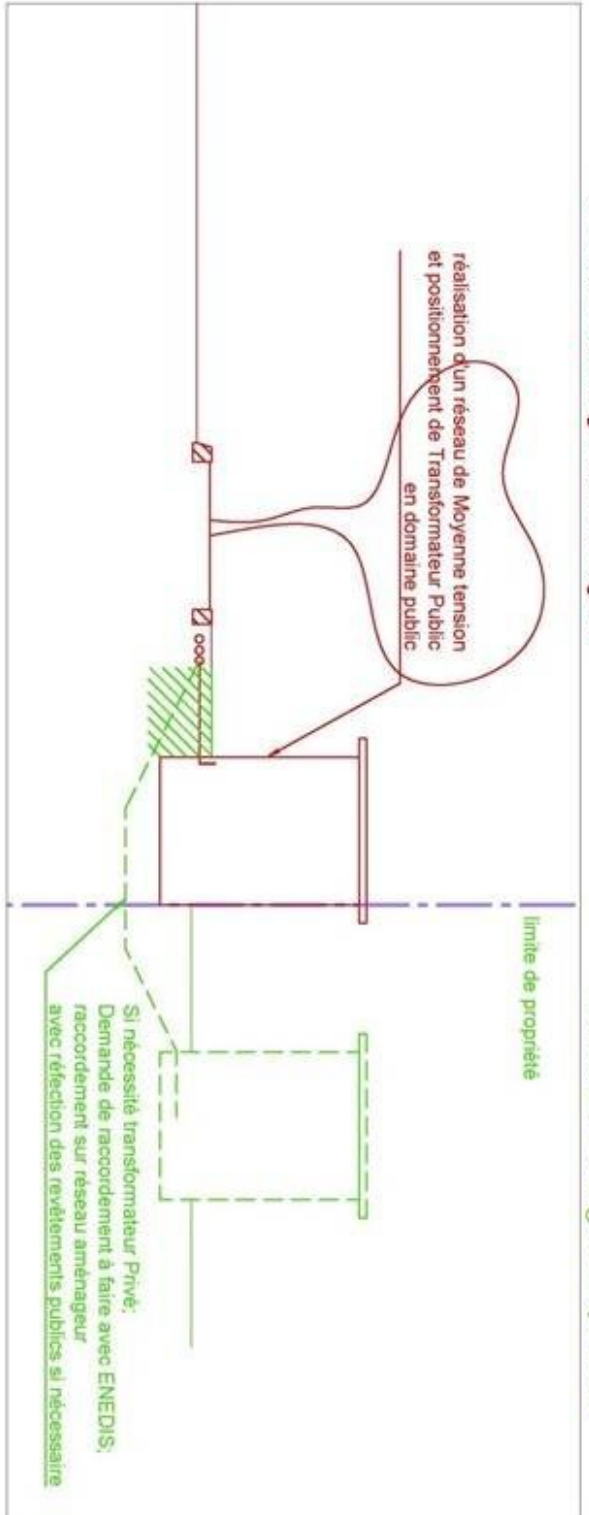 réalisation d'un réseau de Moyenne tension
et positionnement de Transformateur Public
en domaine public
limite de propriété
Si nécessité transformateur Privé;
Demande de raccordement à faire avec ENEDIS;
raccordement sur réseau aménageur
avec réfection des revêtements publics si nécessaire